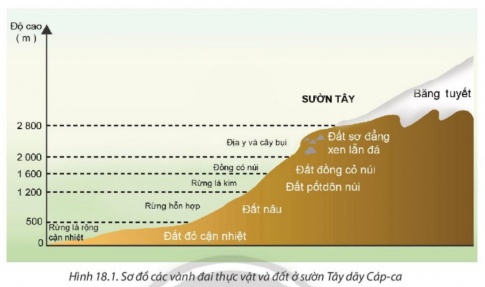 Độ cao
( m )
SƯỜN TÂY
Băng tuyết
2 800
Địa y và cây bụi
Đất sơ đẳng
xen lẫn đá
2 000
Đồng cỏ núi
Đất đồng cỏ núi
1 600
Rừng lá kim
Đất pốtdôn núi
1 200
Rừng hỗn hợp
Đất nâu
500
Rừng lá rộng
cận nhiệt
Đất đỏ cận nhiệt
0
Hình 18.1. Sơ đồ các vành đai thực vật và đất ở sườn Tây dãy Cáp-ca